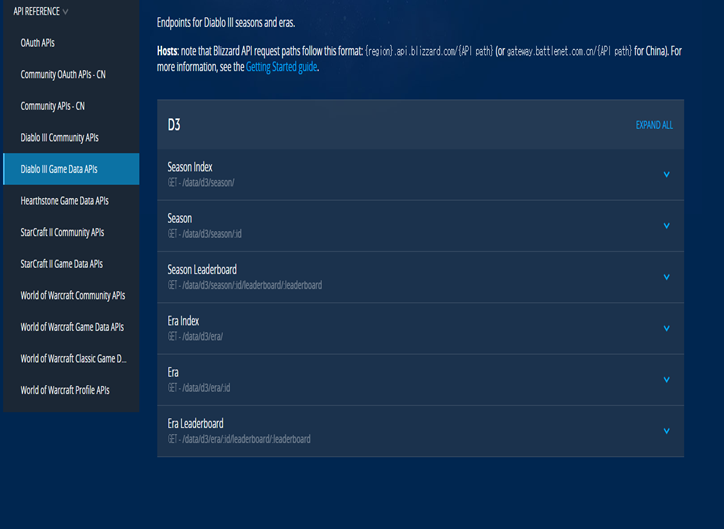 API REFERENCE
OAuth APIs
Community OAuth APIs - CN
Community APIs - CN
Diablo III Community APIs
Diablo III Game Data APIs
Hearthstone Game Data APIs
StarCraft II Community APIs
StarCraft II Game Data APIs
World of Warcraft Community APIs
World of Warcraft Game Data APIs
World of Warcraft Classic Game D...
World of Warcraft Profile APIs
Endpoints for Diablo III seasons and eras.
Hosts: note that Blizzard API request paths follow this format: {region}.api.blizzard.com/{API path} (or gateway.battlenet.com.cn/{API path} for China). For
more information, see the Getting Started guide.
D3
EXPAND ALL
Season Index
GET - /data/d3/season/
Season
GET - /data/d3/season/:id
Season Leaderboard
GET - /data/d3/season/:id/leaderboard/:leaderboard
Era Index
GET - /data/d3/era/
Era
GET - /data/d3/era/:id
Era Leaderboard
GET - /data/d3/era/:id/leaderboard/:leaderboard